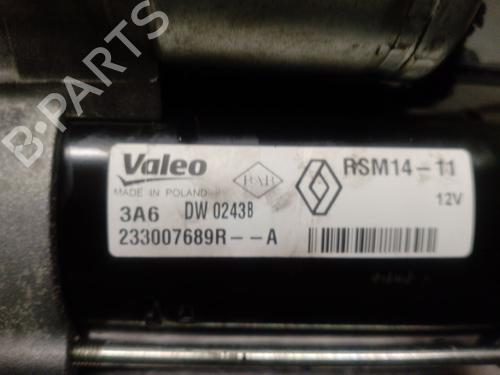 B-PARTS
Valeo
MADE IN POLAND
RSM14-11
12V
3A6 DW 0243B
233007689R--A